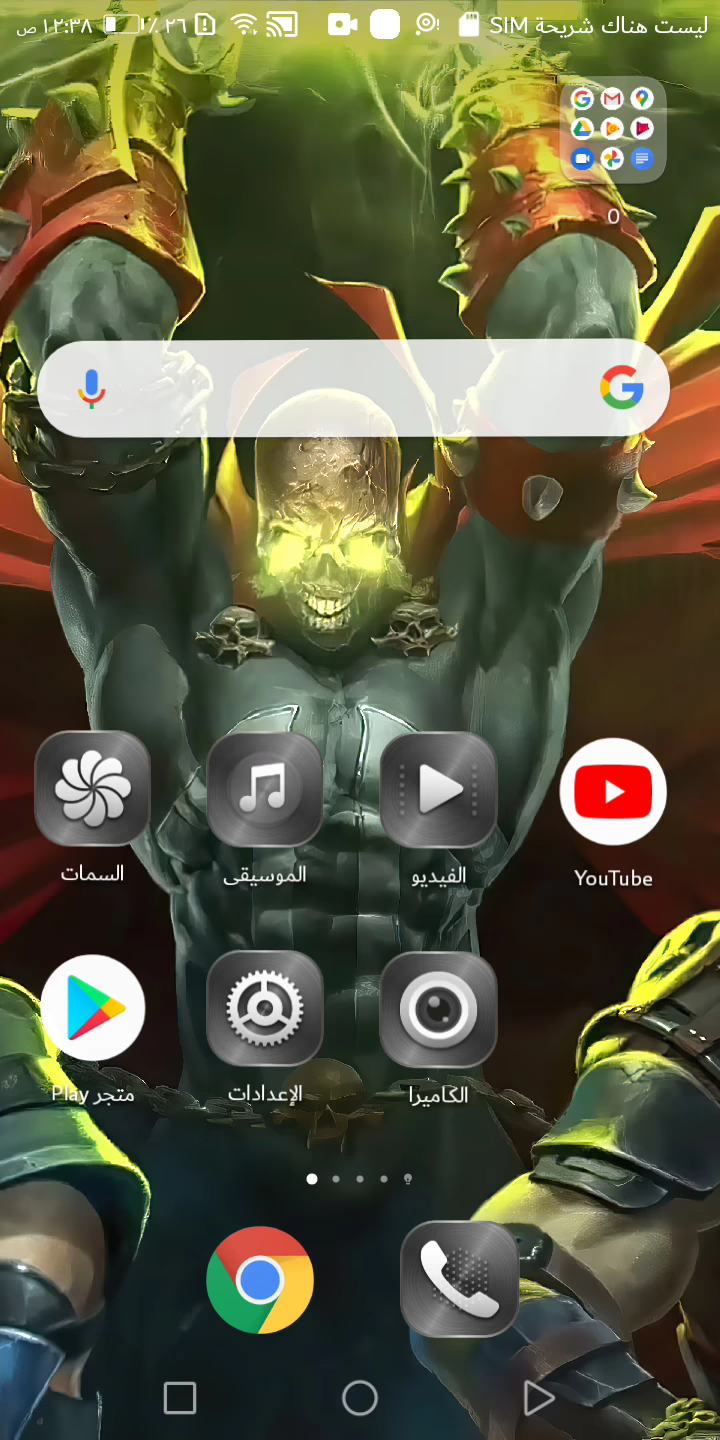 ليست هناك شريحة SIM
٢٦ ٪ ١٢:٣٨ ص
0
YouTube
الفيديو
الموسيقى
السمات
الكاميرا
الإعدادات
متجر Play